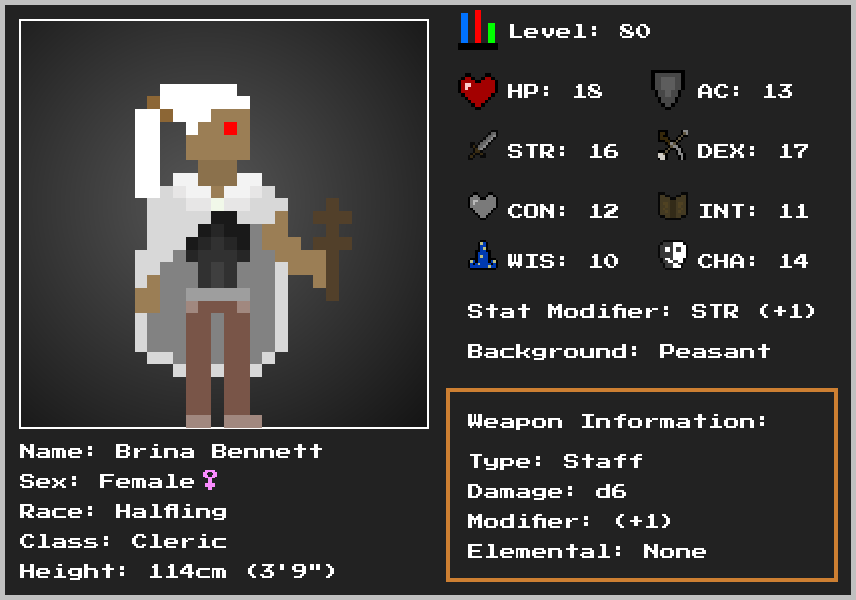 Level: 80
HP: 18 AC: 13
STR: 16 DEX: 17
CON: 12 INT: 11
WIS: 10 CHA: 14
Stat Modifier: STR (+1)
Background: Peasant
Weapon Information:
Type: Staff
Damage: d6
Modifier: (+1)
Elemental: None
Name: Brina Bennett
Sex: Female♀
Race: Halfling
Class: Cleric
Height: 114cm (3'9")